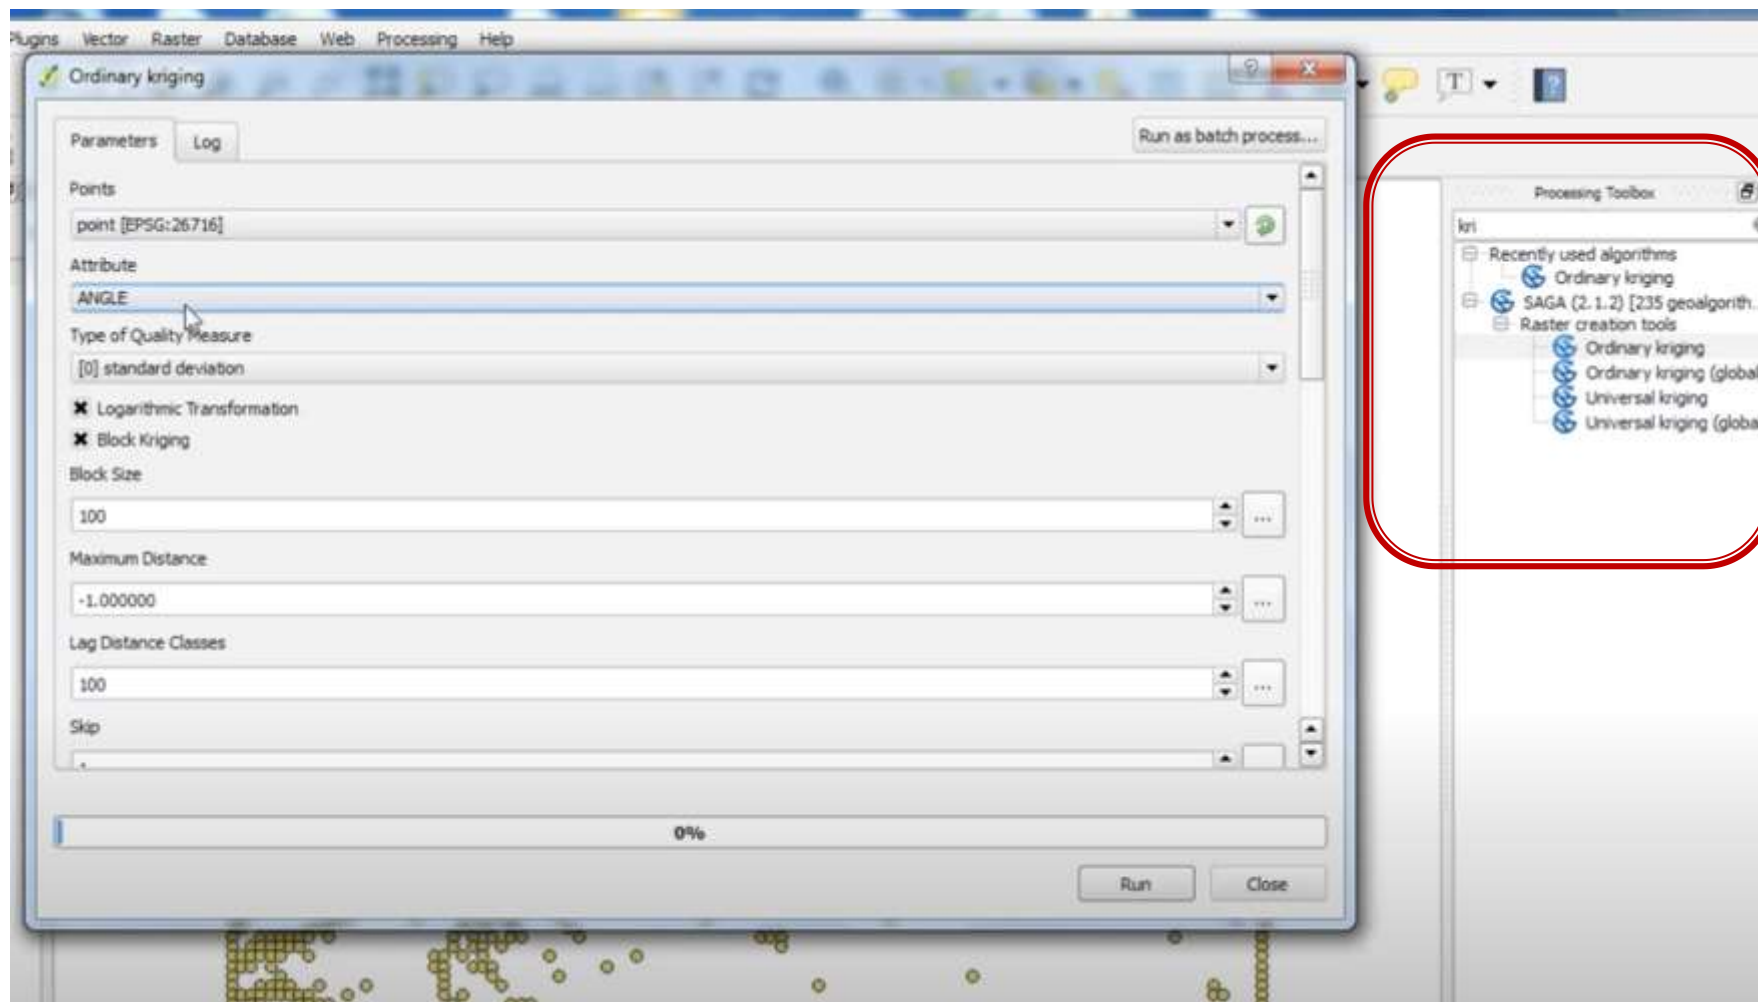 Plugins Vector Raster Database Web Processing Help
Ordinary kriging
Parameters Log
Run as batch process...
Points
point [EPSG:26716]
Attribute
ANGLE
Type of Quality Measure
[0] standard deviation
Logarithmic Transformation
Block Kriging
Block Size
100
...
Maximum Distance
-1.000000
...
Lag Distance Classes
100
...
Skip
0%
Run Close
T
?
Processing Toolbox
kri
Recently used algorithms
Ordinary kriging
SAGA (2.1.2) [235 geoalgorith...
Raster creation tools
Ordinary kriging
Ordinary kriging (global
Universal kriging
Universal kriging (globa